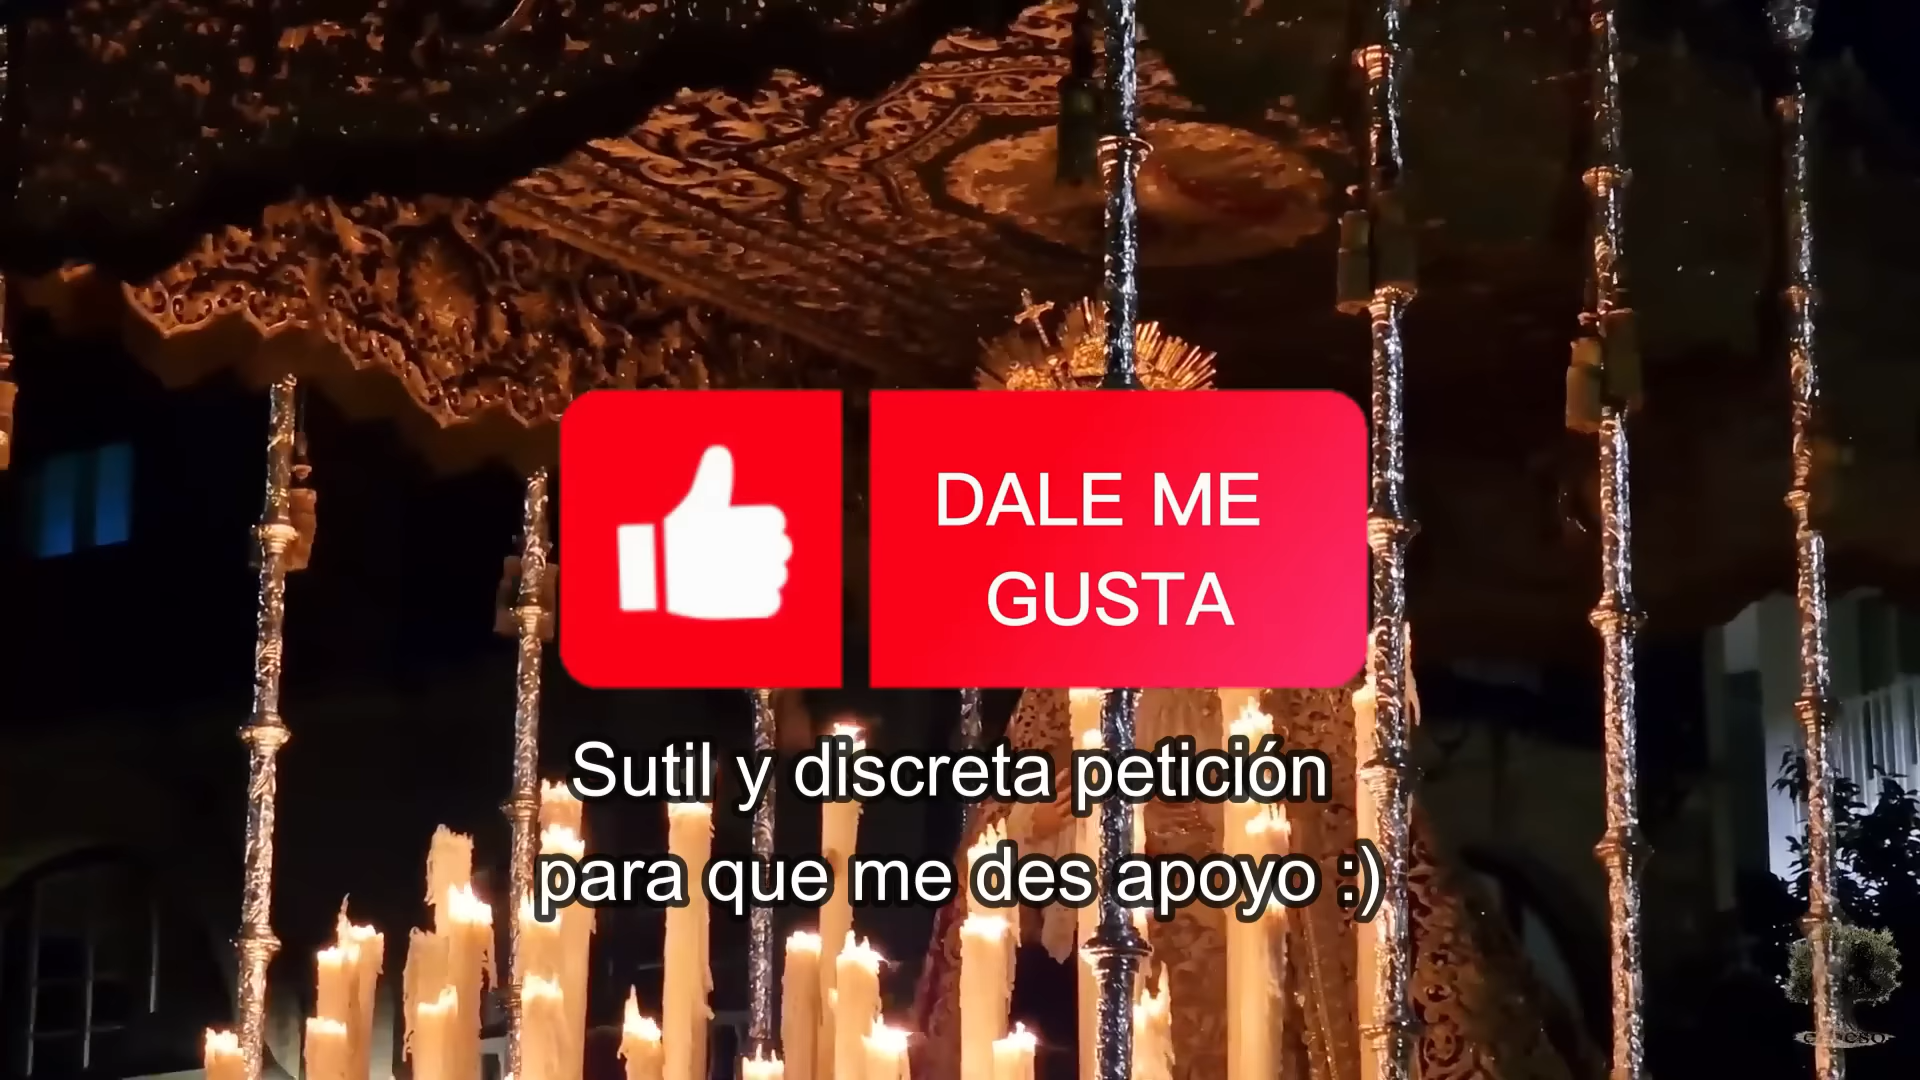 DALE ME
GUSTA
Sutil y discreta petición
para que me des apoyo :)